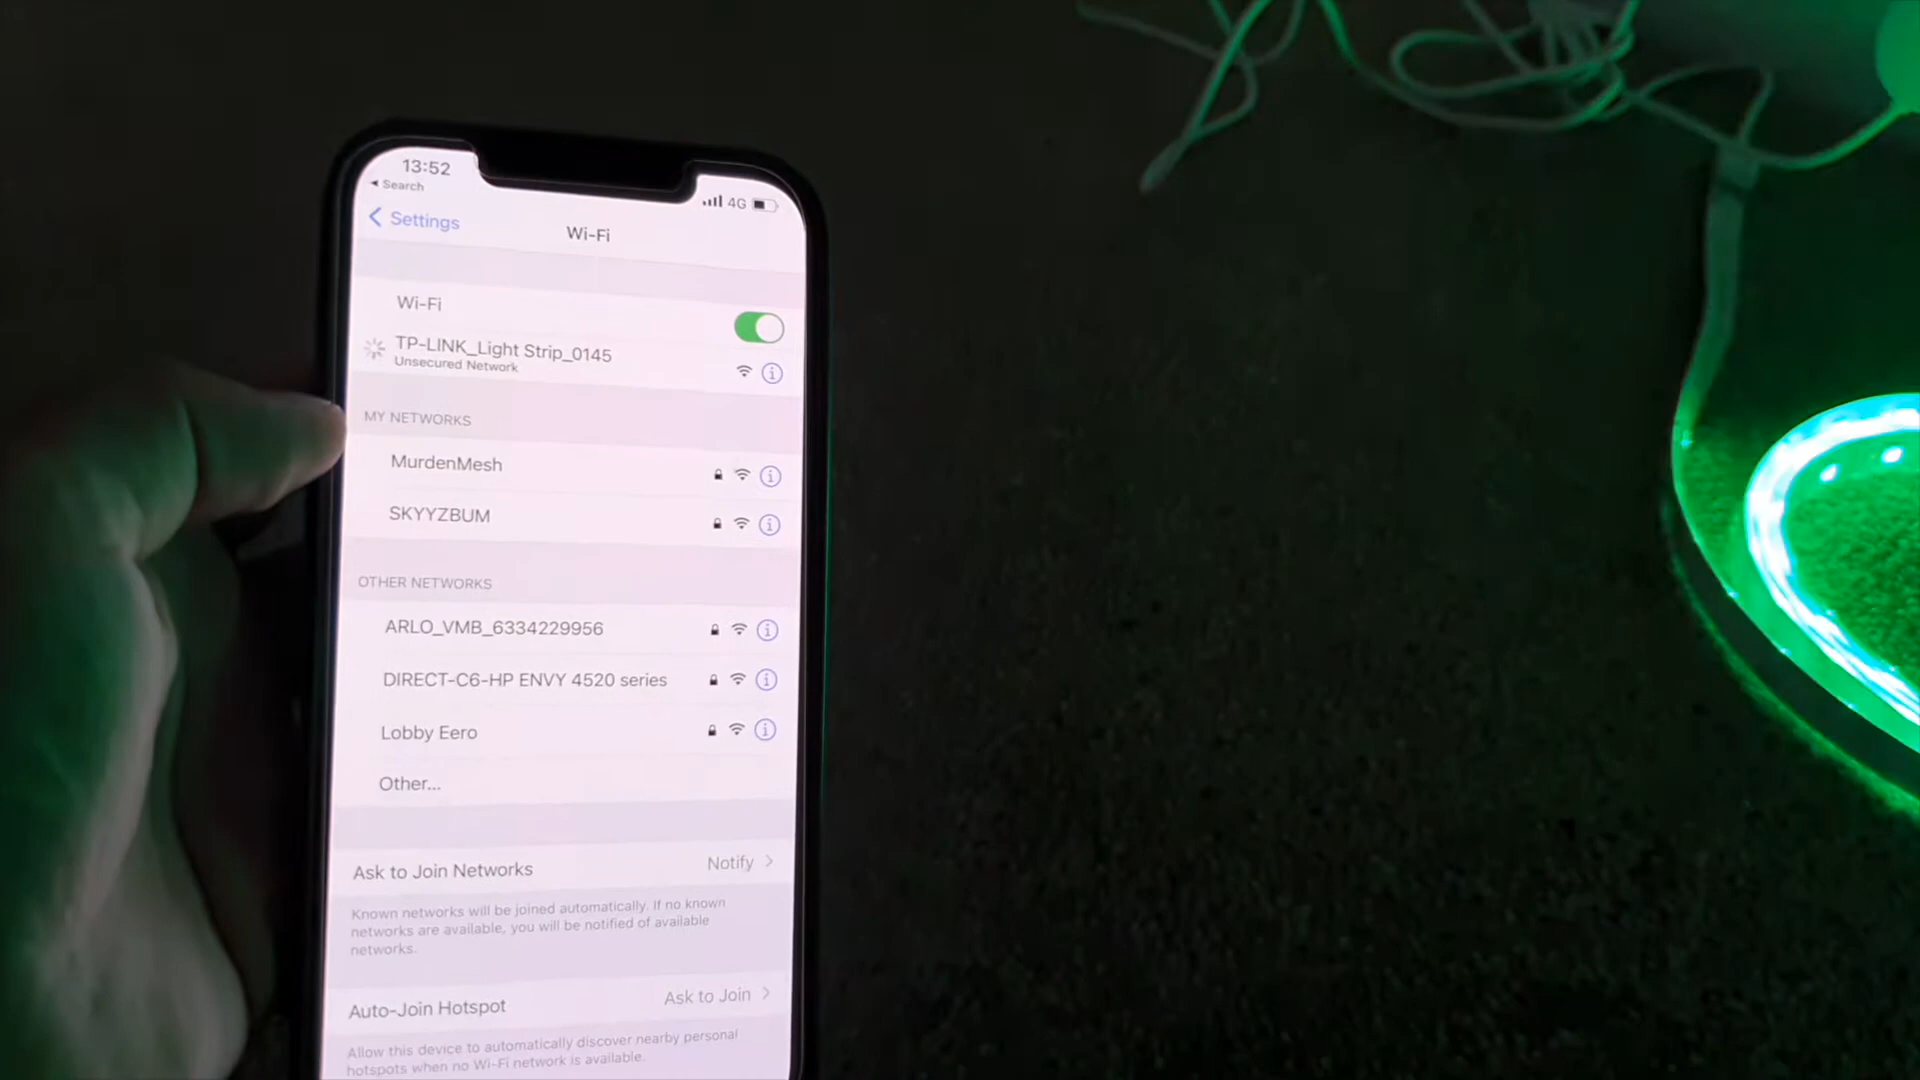 13:52
Search
4G
Settings
Wi-Fi
Wi-Fi
TP-LINK_Light Strip_0145
Unsecured Network
MY NETWORKS
MurdenMesh
SKYYZBUM
OTHER NETWORKS
ARLO_VMB_6334229956
DIRECT-C6-HP ENVY 4520 series
Lobby Eero
Other...
Ask to Join Networks Notify
Known networks will be joined automatically. If no known
networks are available, you will be notified of available
networks.
Auto-Join Hotspot Ask to Join
Allow this device to automatically discover nearby personal
hotspots when no Wi-Fi network is available.